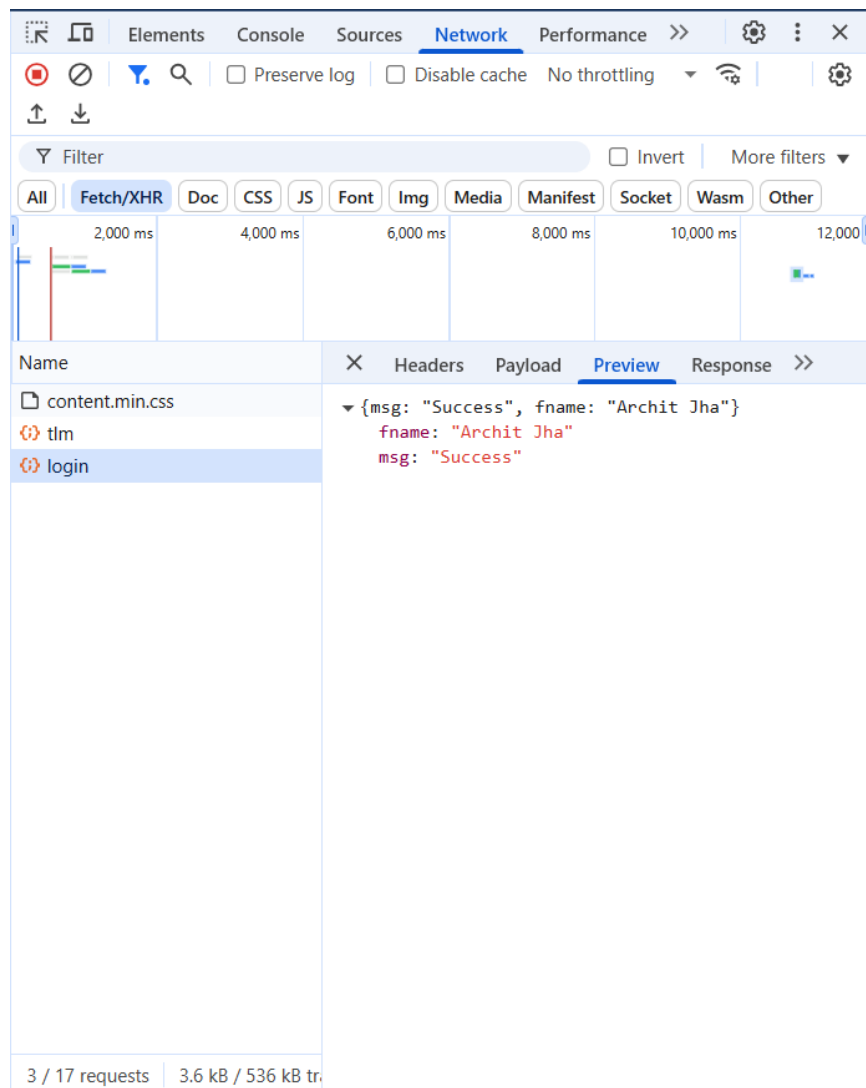 Elements Console Sources Network Performance
Preserve log Disable cache No throttling
Filter Invert More filters
All Fetch/XHR Doc CSS JS Font Img Media Manifest Socket Wasm Other
2,000 ms 4,000 ms 6,000 ms 8,000 ms 10,000 ms 12,000
Name
Headers Payload Preview Response
content.min.css
tlm
login
{msg: "Success", fname: "Archit Jha"}
fname: "Archit Jha"
msg: "Success"
3 / 17 requests 3.6 kB / 536 kB